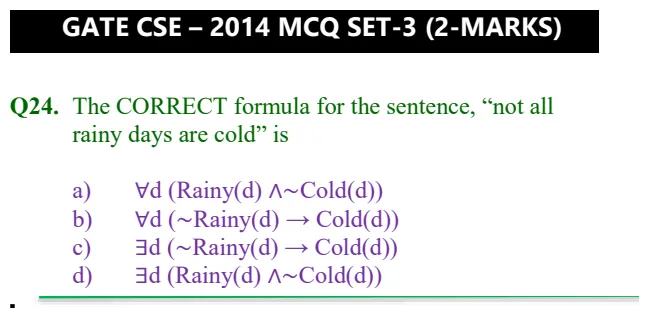 GATE CSE – 2014 MCQ SET-3 (2-MARKS)
Q24. The CORRECT formula for the sentence, “not all
rainy days are cold” is
a) ∀d (Rainy(d) ∧~Cold(d))
b) ∀d (~Rainy(d) → Cold(d))
c) ∃d (~Rainy(d) → Cold(d))
d) ∃d (Rainy(d) ∧~Cold(d))